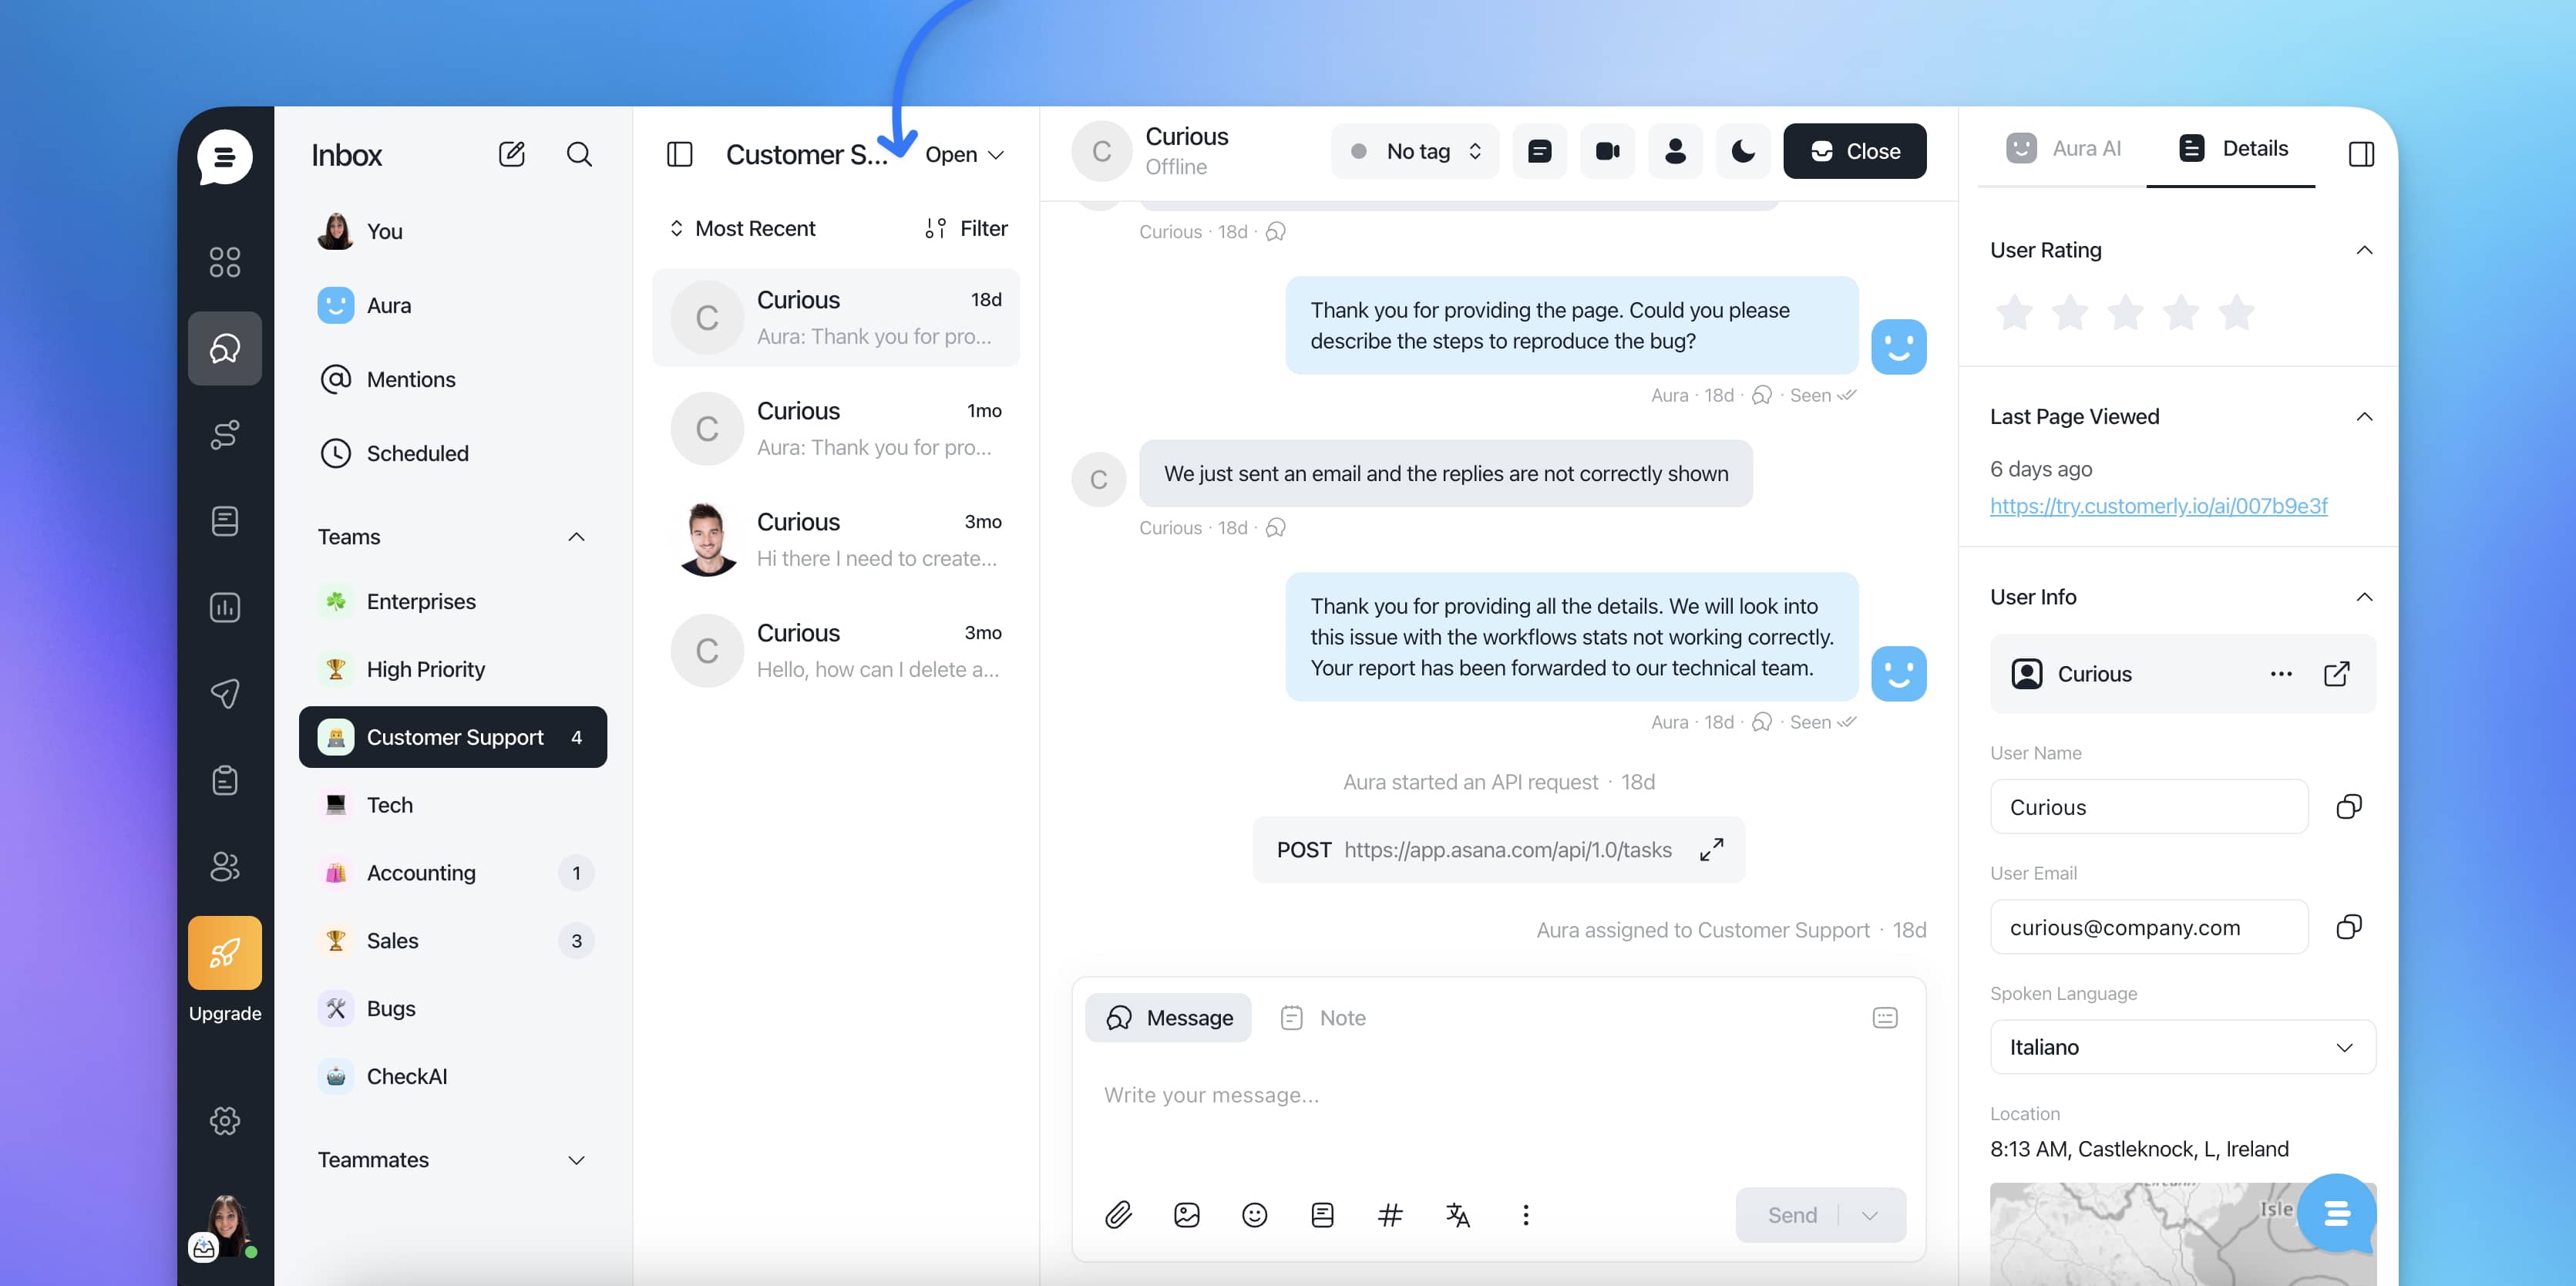 Inbox
You
Aura
Mentions
Scheduled
Teams
Enterprises
High Priority
Customer Support 4
Tech
Accounting 1
Sales 3
Bugs
CheckAI
Teammates
Upgrade
Customer S... Open
Most Recent Filter
C Curious 18d
Aura: Thank you for pro...
C Curious 1mo
Aura: Thank you for pro...
Curious 3mo
Hi there I need to create...
C Curious 3mo
Hello, how can I delete a...
C Curious
Offline
No tag
Close
Curious · 18d ·
Thank you for providing the page. Could you please
describe the steps to reproduce the bug?
Aura · 18d · · Seen
C We just sent an email and the replies are not correctly shown
Curious · 18d ·
Thank you for providing all the details. We will look into
this issue with the workflows stats not working correctly.
Your report has been forwarded to our technical team.
Aura · 18d · · Seen
Aura started an API request · 18d
POST https://app.asana.com/api/1.0/tasks
Aura assigned to Customer Support · 18d
Message Note
Write your message...
Send
Aura AI Details
User Rating
Last Page Viewed
6 days ago
https://try.customerly.io/ai/007b9e3f
User Info
Curious
User Name
Curious
User Email
curious@company.com
Spoken Language
Italiano
Location
8:13 AM, Castleknock, L, Ireland
Isle